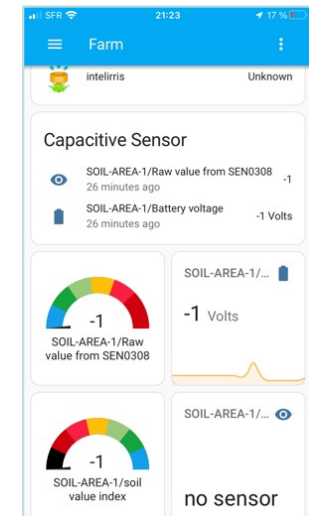 SFR 21:23 17 %
Farm
intelirris Unknown
Capacitive Sensor
SOIL-AREA-1/Raw value from SEN0308 -1
26 minutes ago
SOIL-AREA-1/Battery voltage -1 Volts
26 minutes ago
-1
SOIL-AREA-1/Raw
value from SEN0308
SOIL-AREA-1/...
-1 Volts
-1
SOIL-AREA-1/soil
value index
SOIL-AREA-1/...
no sensor